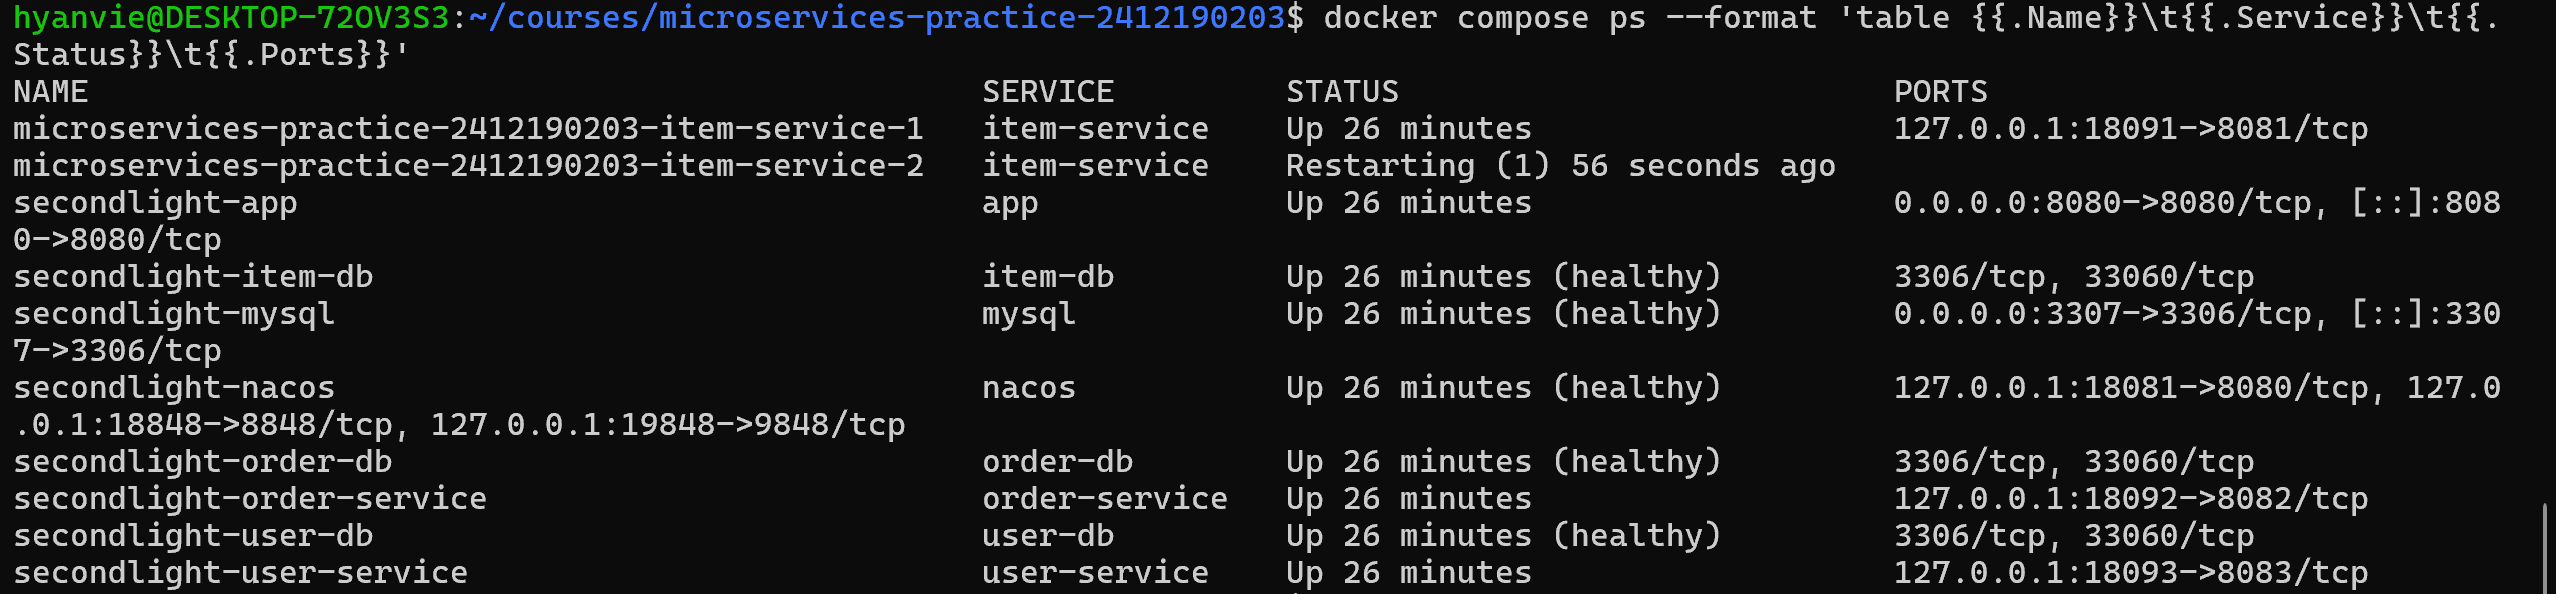 hyanvie@DESKTOP-72OV3S3:~/courses/microservices-practice-2412190203$ docker compose ps --format 'table {{.Name}}\t{{.Service}}\t{{.
Status}}\t{{.Ports}}'
NAME                                               SERVICE         STATUS                          PORTS
microservices-practice-2412190203-item-service-1   item-service    Up 26 minutes                   127.0.0.1:18091->8081/tcp
microservices-practice-2412190203-item-service-2   item-service    Restarting (1) 56 seconds ago
secondlight-app                                    app             Up 26 minutes                   0.0.0.0:8080->8080/tcp, [::]:808
0->8080/tcp
secondlight-item-db                                item-db         Up 26 minutes (healthy)         3306/tcp, 33060/tcp
secondlight-mysql                                  mysql           Up 26 minutes (healthy)         0.0.0.0:3307->3306/tcp, [::]:330
7->3306/tcp
secondlight-nacos                                  nacos           Up 26 minutes (healthy)         127.0.0.1:18081->8080/tcp, 127.0
.0.1:18848->8848/tcp, 127.0.0.1:19848->9848/tcp
secondlight-order-db                               order-db        Up 26 minutes (healthy)         3306/tcp, 33060/tcp
secondlight-order-service                          order-service   Up 26 minutes                   127.0.0.1:18092->8082/tcp
secondlight-user-db                                user-db         Up 26 minutes (healthy)         3306/tcp, 33060/tcp
secondlight-user-service                           user-service    Up 26 minutes                   127.0.0.1:18093->8083/tcp